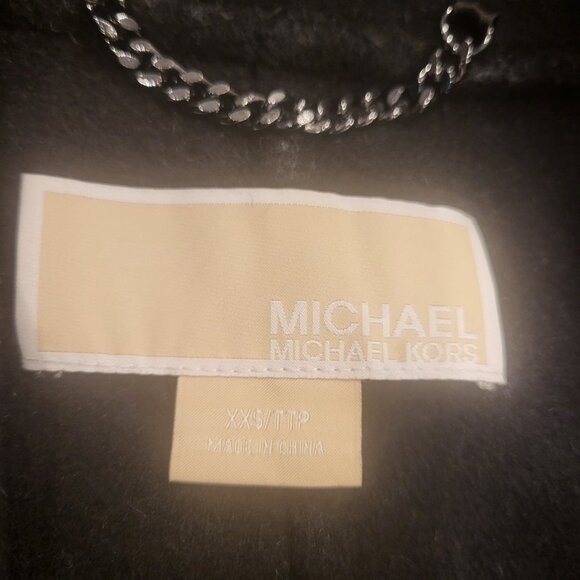 MICHAEL
MICHAEL KORS
XXS/TTP
MADE IN CHINA